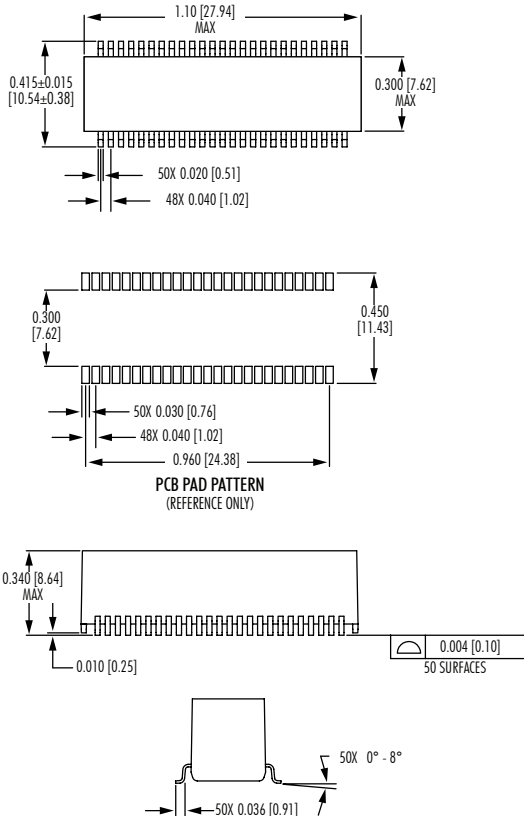 1.10 [27.94]
MAX
0.415±0.015
[10.54±0.38]
0.300 [7.62]
MAX
50X 0.020 [0.51]
48X 0.040 [1.02]
0.300
[7.62]
0.450
[11.43]
50X 0.030 [0.76]
48X 0.040 [1.02]
0.960 [24.38]
PCB PAD PATTERN
(REFERENCE ONLY)
0.340 [8.64]
MAX
0.010 [0.25]
0.004 [0.10]
50 SURFACES
50X 0° - 8°
50X 0.036 [0.91]